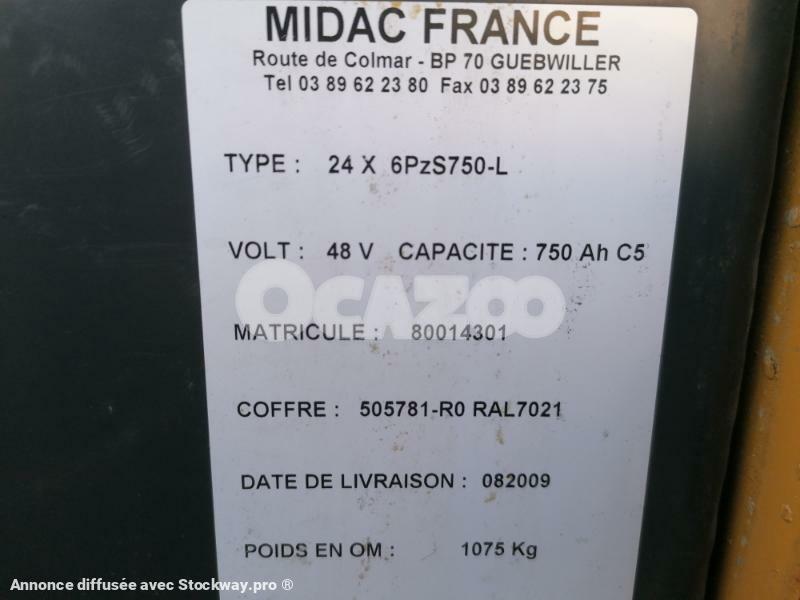 MIDAC FRANCE
Route de Colmar - BP 70 GUEBWILLER
Tel 03 89 62 23 80 Fax 03 89 62 23 75
TYPE : 24 X 6PzS750-L
VOLT : 48 V CAPACITE : 750 Ah C5
OCAZOO
MATRICULE : 80014301
COFFRE : 505781-R0 RAL7021
DATE DE LIVRAISON : 082009
POIDS EN OM : 1075 Kg
Annonce diffusée avec Stockway.pro ®